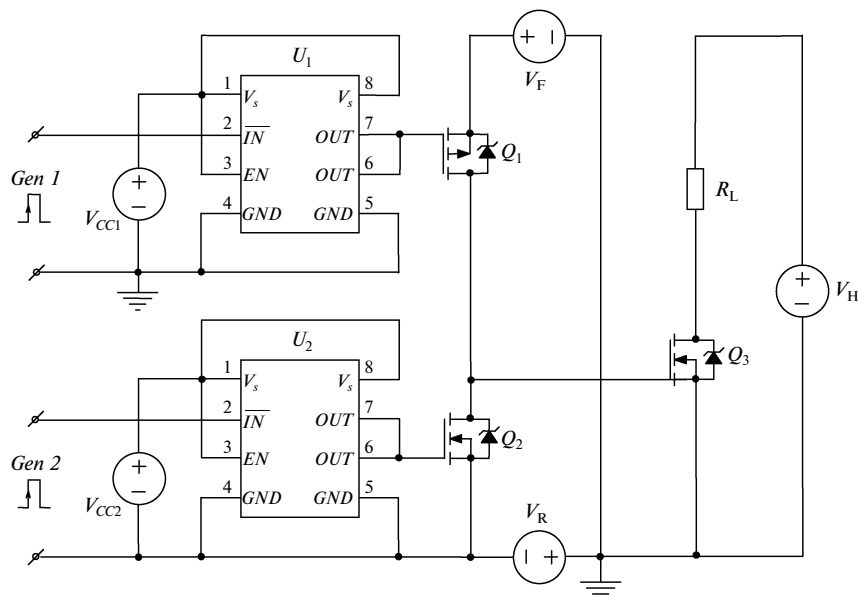 U1
1
Vs
Vs
8
2
IN
OUT
7
Gen 1
3
EN
OUT
6
4
GND
GND
5
VCC1
+
−
Q1
+
−
VF
RL
+
−
VH
U2
1
Vs
Vs
8
2
IN
OUT
7
Gen 2
3
EN
OUT
6
4
GND
GND
5
VCC2
+
−
Q2
Q3
VR
−
+